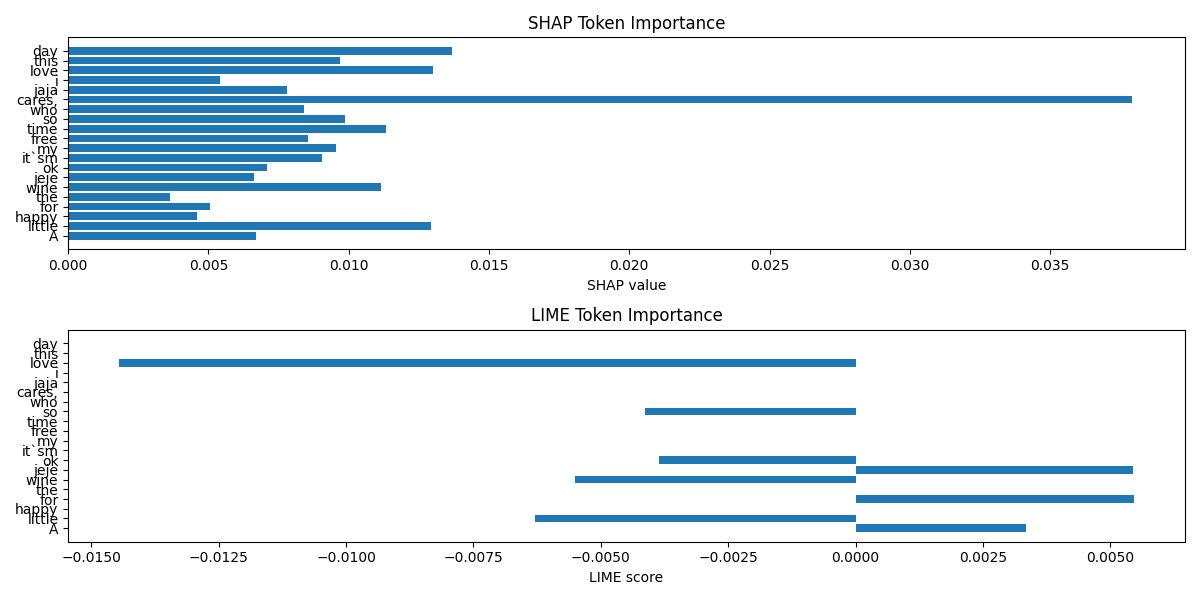 SHAP Token Importance
day
this
love
i
jaja
cares,
who
so
time
free
my
it`sm
ok
jeje
wine
the
for
happy
little
A
0.000 0.005 0.010 0.015 0.020 0.025 0.030 0.035
SHAP value
LIME Token Importance
day
this
love
i
jaja
cares,
who
so
time
free
my
it`sm
ok
jeje
wine
the
for
happy
little
A
−0.0150 −0.0125 −0.0100 −0.0075 −0.0050 −0.0025 0.0000 0.0025 0.0050
LIME score